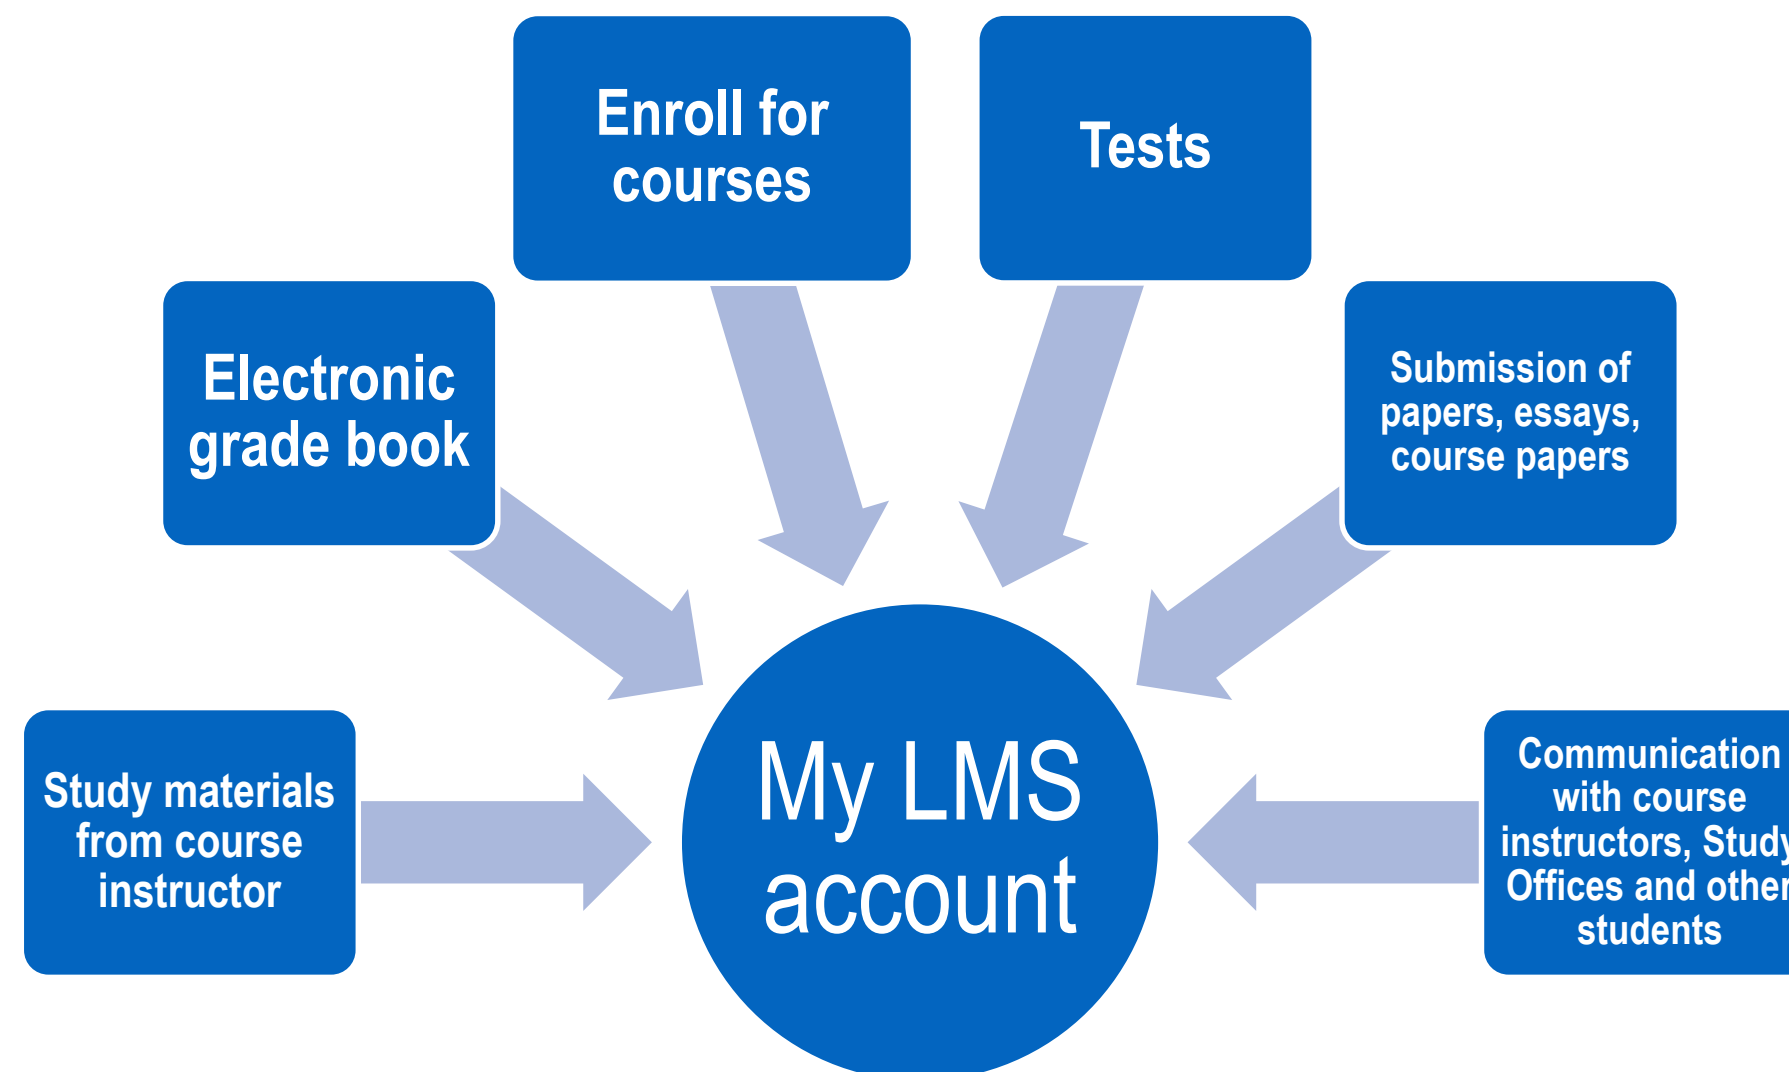 Enroll for
courses
Tests
Electronic
grade book
Submission of
papers, essays,
course papers
Study materials
from course
instructor
My LMS
account
Communication
with course
instructors, Study
Offices and other
students